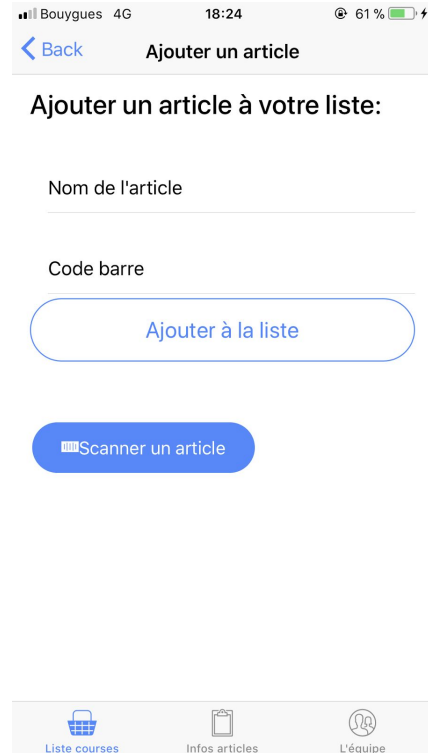 Bouygues 4G 18:24 61 %
Back Ajouter un article
Ajouter un article à votre liste:
Nom de l'article
Code barre
Ajouter à la liste
Scanner un article
Liste courses Infos articles L'équipe